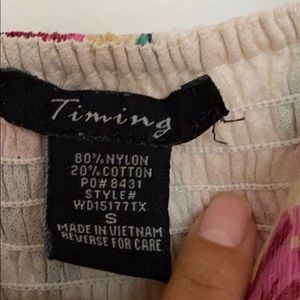 Timing
80% NYLON
20% COTTON
PO# 8431
STYLE#
WD15177TX
S
MADE IN VIETNAM
REVERSE FOR CARE